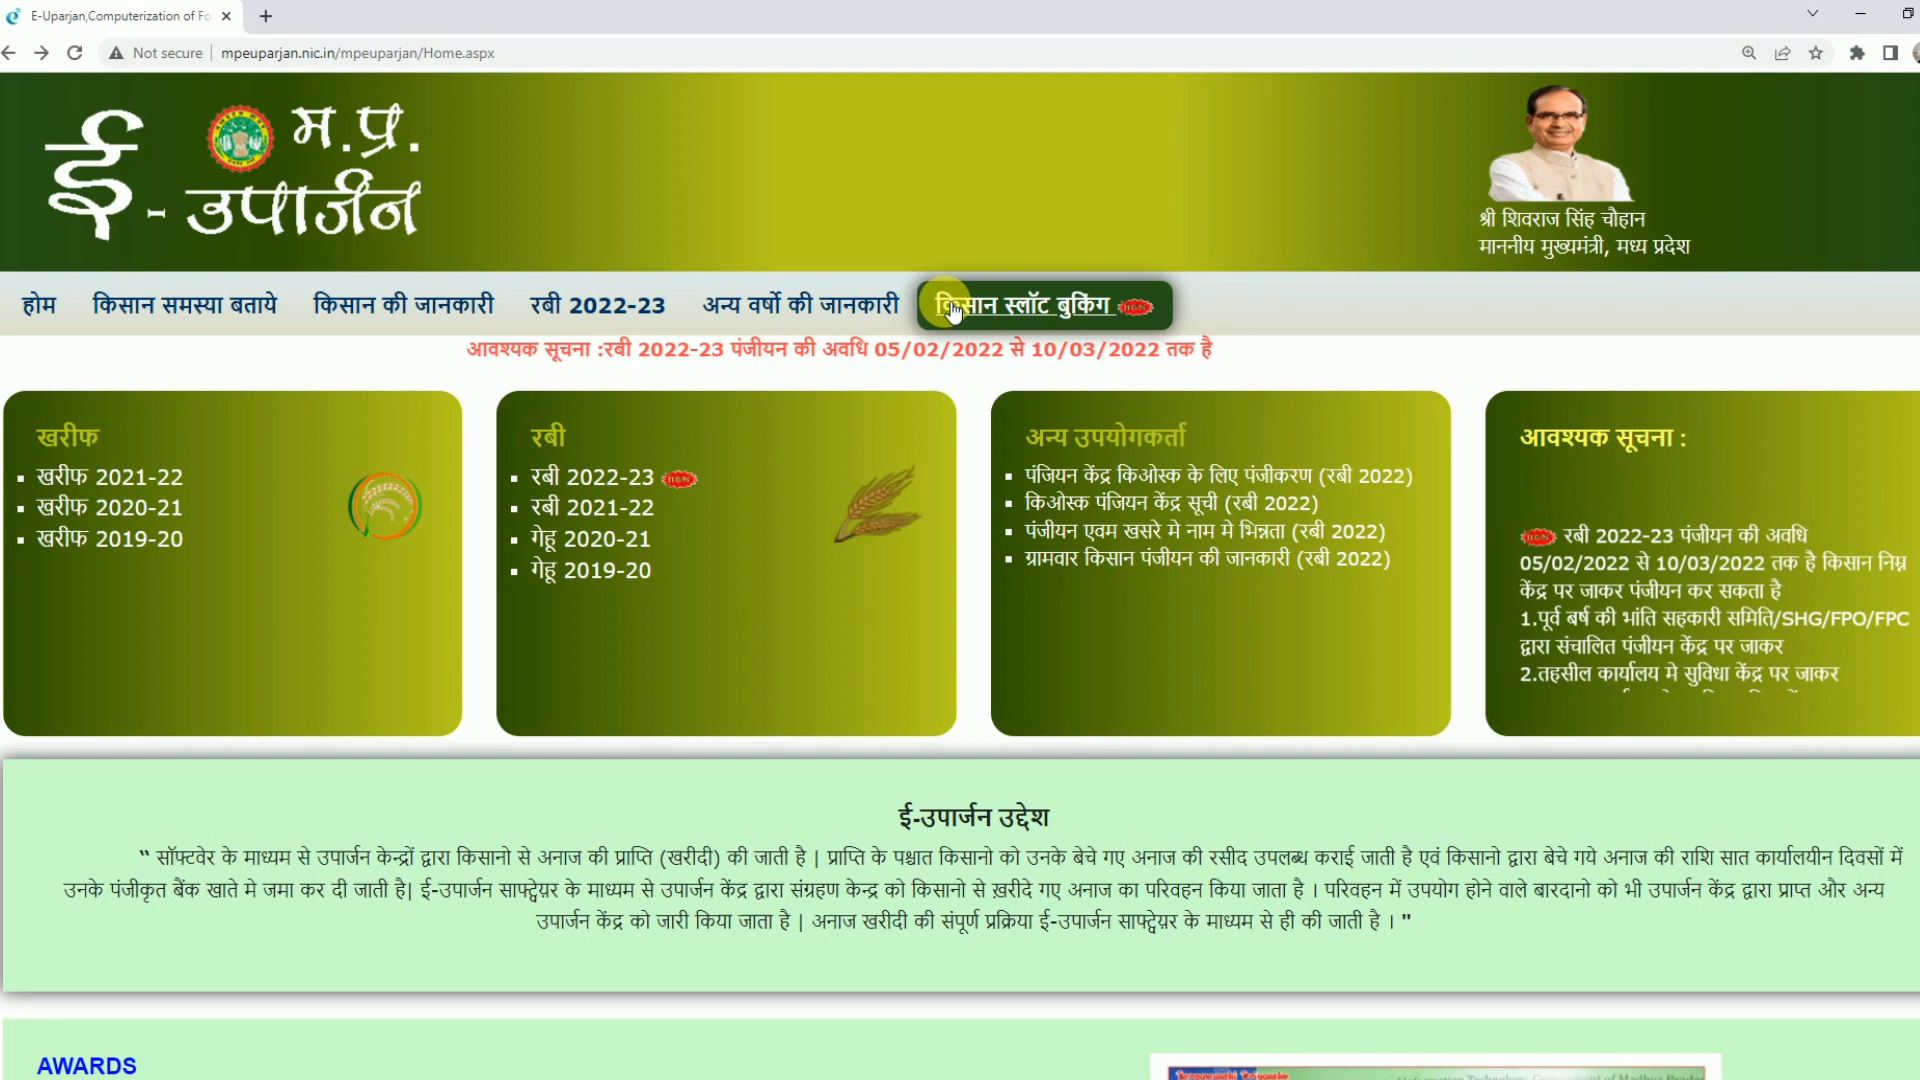 E-Uparjan,Computerization of Fo
Not secure
mpeuparjan.nic.in/mpeuparjan/Home.aspx
ई - म.प्र. उपार्जन
श्री शिवराज सिंह चौहान
माननीय मुख्यमंत्री, मध्य प्रदेश
होम किसान समस्या बताये किसान की जानकारी रबी 2022-23 अन्य वर्षो की जानकारी किसान स्लॉट बुकिंग
आवश्यक सूचना :रबी 2022-23 पंजीयन की अवधि 05/02/2022 से 10/03/2022 तक है
खरीफ
खरीफ 2021-22
खरीफ 2020-21
खरीफ 2019-20
रबी
रबी 2022-23
रबी 2021-22
गेहू 2020-21
गेहू 2019-20
अन्य उपयोगकर्ता
पंजियन केंद्र किओस्क के लिए पंजीकरण (रबी 2022)
किओस्क पंजियन केंद्र सूची (रबी 2022)
पंजीयन एवम खसरे मे नाम मे भिन्नता (रबी 2022)
ग्रामवार किसान पंजीयन की जानकारी (रबी 2022)
आवश्यक सूचना :
रबी 2022-23 पंजीयन की अवधि
05/02/2022 से 10/03/2022 तक है किसान निम्न
केंद्र पर जाकर पंजीयन कर सकता है
1.पूर्व बर्ष की भांति सहकारी समिति/SHG/FPO/FPC
द्वारा संचालित पंजीयन केंद्र पर जाकर
2.तहसील कार्यालय मे सुविधा केंद्र पर जाकर
ई-उपार्जन उद्देश
" सॉफ्टवेर के माध्यम से उपार्जन केन्द्रों द्वारा किसानो से अनाज की प्राप्ति (खरीदी) की जाती है | प्राप्ति के पश्चात किसानो को उनके बेचे गए अनाज की रसीद उपलब्ध कराई जाती है एवं किसानो द्वारा बेचे गये अनाज की राशि सात कार्यालयीन दिवसों में
उनके पंजीकृत बैंक खाते मे जमा कर दी जाती है| ई-उपार्जन साफ्ट्वेय़र के माध्यम से उपार्जन केंद्र द्वारा संग्रहण केन्द्र को किसानो से ख़रीदे गए अनाज का परिवहन किया जाता है । परिवहन में उपयोग होने वाले बारदानो को भी उपार्जन केंद्र द्वारा प्राप्त और अन्य
उपार्जन केंद्र को जारी किया जाता है | अनाज खरीदी की संपूर्ण प्रक्रिया ई-उपार्जन साफ्ट्वेय़र के माध्यम से ही की जाती है । "
AWARDS